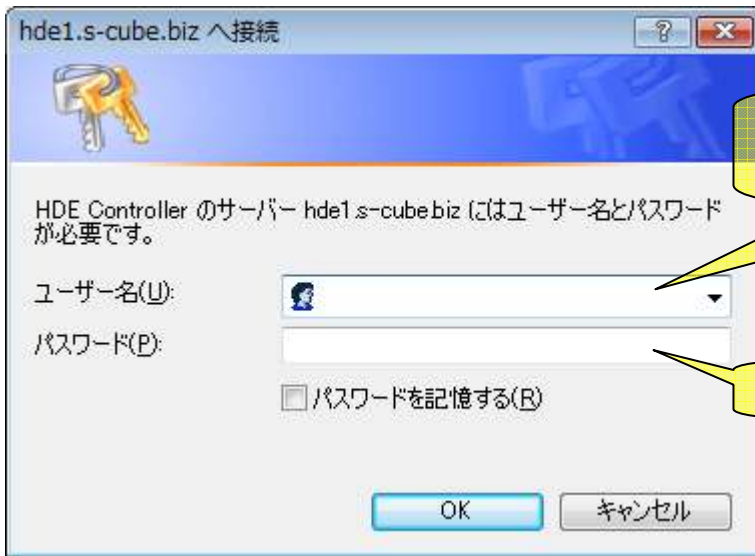 hde1.s-cube.biz へ接続
HDE Controller のサーバー hde1.s-cube.biz にはユーザー名とパスワード
が必要です。
ユーザー名(U):
パスワード(P):
パスワードを記憶する(R)
OK
キャンセル